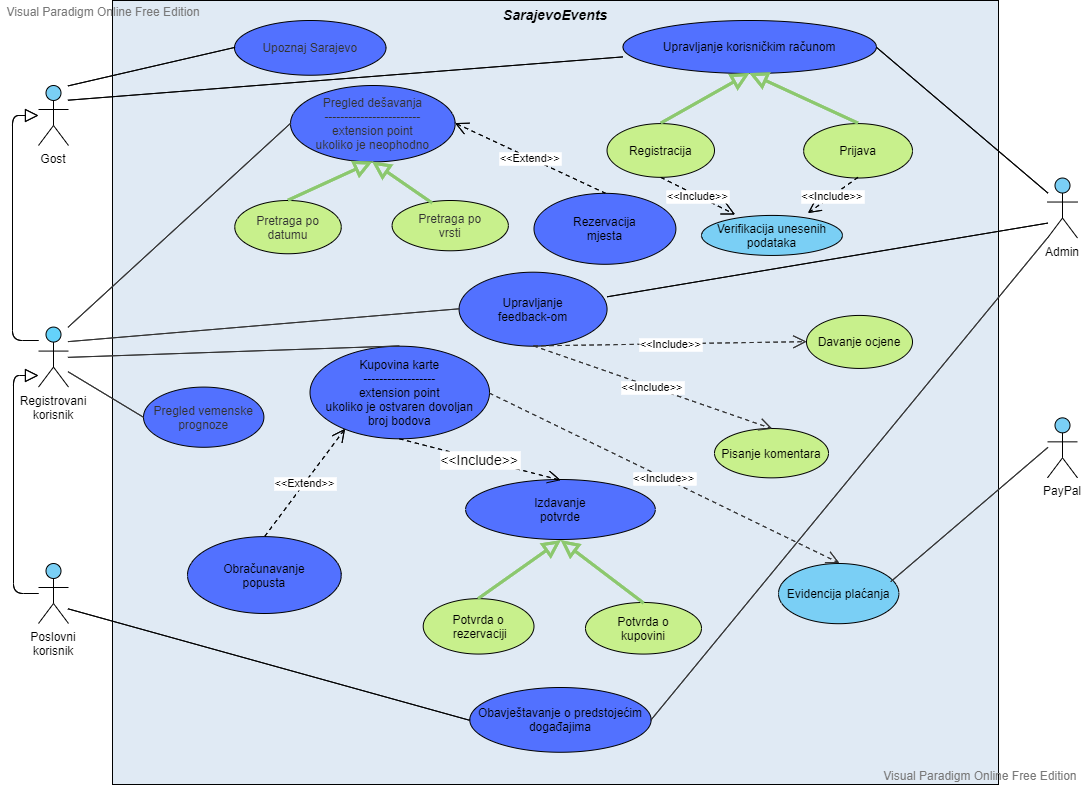 Visual Paradigm Online Free Edition
SarajevoEvents
Upoznaj Sarajevo
Upravljanje korisničkim računom
Gost
Pregled dešavanja
-----------------------
extension point
ukoliko je neophodno
<<Extend>>
Registracija
Prijava
<<Include>>
<<Include>>
Pretraga po
datumu
Pretraga po
vrsti
Rezervacija
mjesta
Verifikacija unesenih
podataka
Admin
Upravljanje
feedback-om
<<Include>>
Davanje ocjene
Kupovina karte
------------------
extension point
ukoliko je ostvaren dovoljan
broj bodova
<<Include>>
Registrovani
korisnik
Pregled vemenske
prognoze
Pisanje komentara
<<Include>>
<<Include>>
<<Extend>>
PayPal
Izdavanje
potvrde
Obračunavanje
popusta
Evidencija plaćanja
Potvrda o
rezervaciji
Potvrda o
kupovini
Poslovni
korisnik
Obavještavanje o predstojećim
događajima
Visual Paradigm Online Free Edition